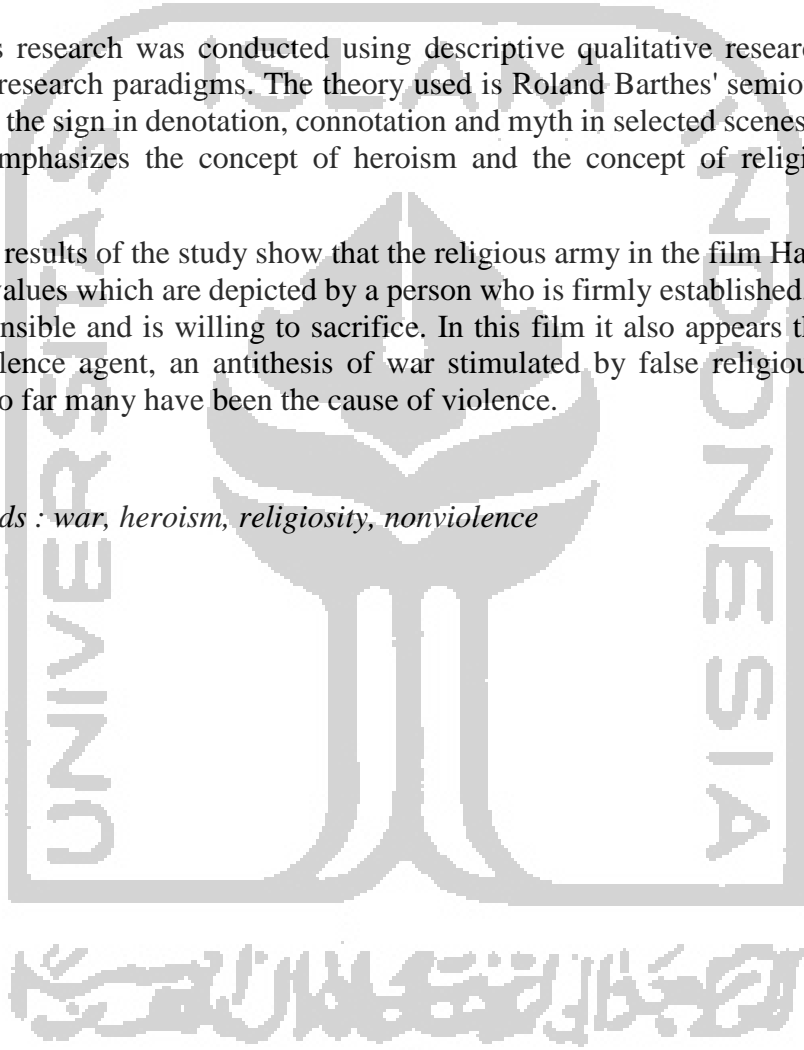 s research was conducted using descriptive qualitative researc
research paradigms. The theory used is Roland Barthes' semio
the sign in denotation, connotation and myth in selected scenes
mphasizes the concept of heroism and the concept of religi
results of the study show that the religious army in the film Ha
values which are depicted by a person who is firmly established
nsible and is willing to sacrifice. In this film it also appears th
lence agent, an antithesis of war stimulated by false religiou
o far many have been the cause of violence.
ds : war, heroism, religiosity, nonviolence
ISLAM
UNIVERSITAS
INDONESIA